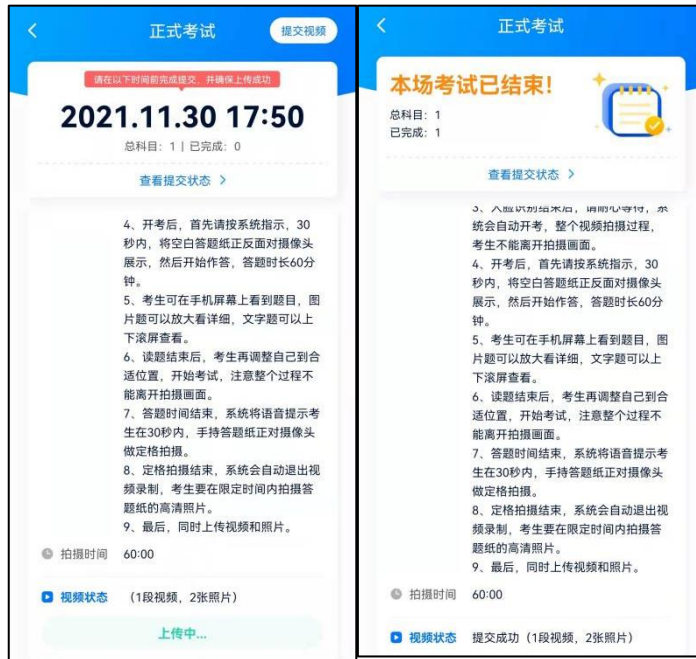 正式考试
提交视频
请在以下时间前完成提交，并确保上传成功
2021.11.30 17:50
总科目：1 | 已完成：0
查看提交状态 >
4、开考后，首先请按系统指示，30
秒内，将空白答题纸正反面对摄像头
展示，然后开始作答，答题时长60分
钟。
5、考生可在手机屏幕上看到题目，图
片题可以放大看详细，文字题可以上
下滚屏查看。
6、读题结束后，考生再调整自己到合
适位置，开始考试，注意整个过程不
能离开拍摄画面。
7、答题时间结束，系统将语音提示考
生在30秒内，手持答题纸正对摄像头
做定格拍摄。
8、定格拍摄结束，系统会自动退出视
频录制，考生要在限定时间内拍摄答
题纸的高清照片。
9、最后，同时上传视频和照片。
拍摄时间 60:00
视频状态 （1段视频，2张照片）
上传中...
正式考试
本场考试已结束！
总科目：1
已完成：1
查看提交状态 >
3、人脸识别结束后，请耐心等待，系
统会自动开考，整个视频拍摄过程，
考生不能离开拍摄画面。
4、开考后，首先请按系统指示，30
秒内，将空白答题纸正反面对摄像头
展示，然后开始作答，答题时长60分
钟。
5、考生可在手机屏幕上看到题目，图
片题可以放大看详细，文字题可以上
下滚屏查看。
6、读题结束后，考生再调整自己到合
适位置，开始考试，注意整个过程不
能离开拍摄画面。
7、答题时间结束，系统将语音提示考
生在30秒内，手持答题纸正对摄像头
做定格拍摄。
8、定格拍摄结束，系统会自动退出视
频录制，考生要在限定时间内拍摄答
题纸的高清照片。
9、最后，同时上传视频和照片。
拍摄时间 60:00
视频状态 提交成功（1段视频，2张照片）